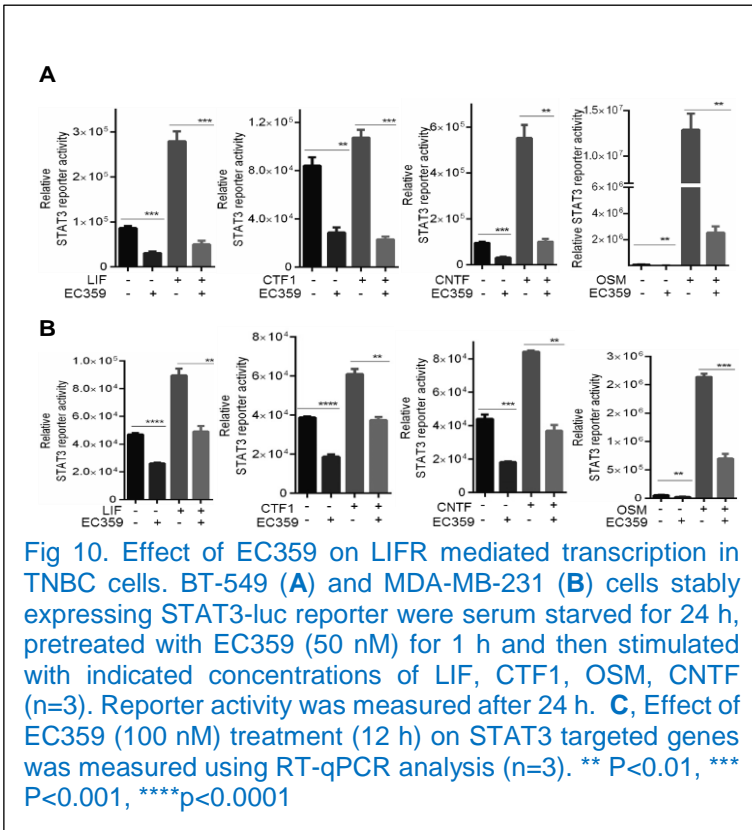 A
Relative STAT3 reporter activity
3×10⁵
2×10⁵
1×10⁵
0
***
***
LIF - - + +
EC359 - + - +
Relative STAT3 reporter activity
1.2×10⁵
8.0×10⁴
4.0×10⁴
0
**
***
CTF1 - - + +
EC359 - + - +
Relative STAT3 reporter activity
6×10⁵
4×10⁵
2×10⁵
0
***
**
CNTF - - + +
EC359 - + - +
Relative STAT3 reporter activity
1.5×10⁷
1.0×10⁷
6×10⁶
4×10⁶
2×10⁶
**
**
OSM - - + +
EC359 - + - +
B
Relative STAT3 reporter activity
1.0×10⁵
8.0×10⁴
6.0×10⁴
4.0×10⁴
2.0×10⁴
0
****
**
LIF - - + +
EC359 - + - +
Relative STAT3 reporter activity
8×10⁴
6×10⁴
4×10⁴
2×10⁴
0
****
**
CTF1 - - + +
EC359 - + - +
Relative STAT3 reporter activity
8×10⁴
6×10⁴
4×10⁴
2×10⁴
0
***
**
CNTF - - + +
EC359 - + - +
Relative STAT3 reporter activity
3×10⁶
2×10⁶
2×10⁶
1×10⁶
5×10⁵
0
**
***
OSM - - + +
EC359 - + - +
Fig 10. Effect of EC359 on LIFR mediated transcription in
TNBC cells. BT-549 (A) and MDA-MB-231 (B) cells stably
expressing STAT3-luc reporter were serum starved for 24 h,
pretreated with EC359 (50 nM) for 1 h and then stimulated
with indicated concentrations of LIF, CTF1, OSM, CNTF
(n=3). Reporter activity was measured after 24 h. C, Effect of
EC359 (100 nM) treatment (12 h) on STAT3 targeted genes
was measured using RT-qPCR analysis (n=3). ** P<0.01, ***
P<0.001, ****p<0.0001